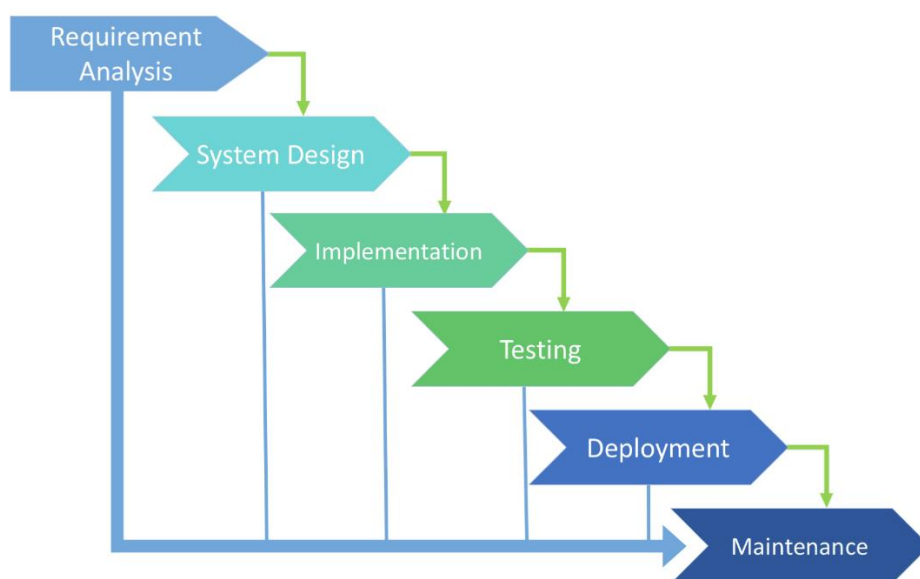 Requirement
Analysis
System Design
Implementation
Testing
Deployment
Maintenance